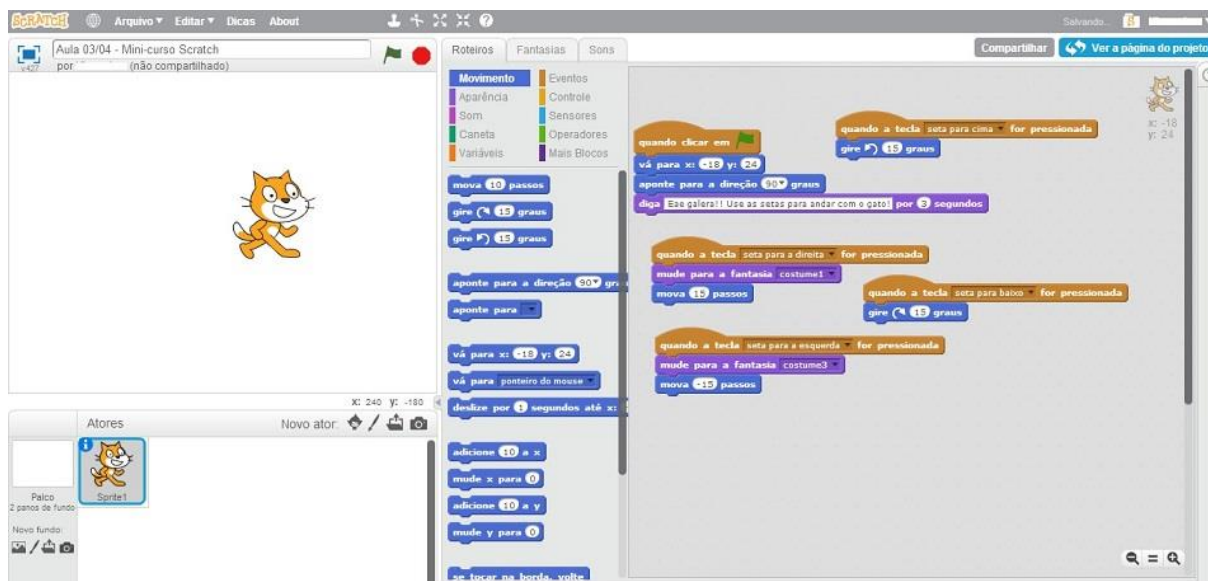 SCRATCH Arquivo Editar Dicas About Salvando...
Aula 03/04 - Mini-curso Scratch
v427
por (não compartilhado)
Roteiros Fantasias Sons
Compartilhar Ver a página do projeto
Movimento Eventos
Aparência Controle
Som Sensores
Caneta Operadores
Variáveis Mais Blocos
mova 10 passos
gire 15 graus
gire 15 graus
aponte para a direção 90 gra
aponte para
vá para x: -18 y: 24
vá para ponteiro do mouse
deslize por 1 segundos até x:
adicione 10 a x
mude x para 0
adicione 10 a y
mude y para 0
se tocar na borda, volte
quando clicar em
vá para x: -18 y: 24
aponte para a direção 90 graus
diga Eae galera!! Use as setas para andar com o gato! por 3 segundos
quando a tecla seta para cima for pressionada
gire 15 graus
x: -18
y: 24
quando a tecla seta para a direita for pressionada
mude para a fantasia costume1
mova 15 passos
quando a tecla seta para baixo for pressionada
gire 15 graus
quando a tecla seta para a esquerda for pressionada
mude para a fantasia costume3
mova -15 passos
x: 240 y: -180
Atores Novo ator:
Palco
2 panos de fundo
Sprite1
Novo fundo: